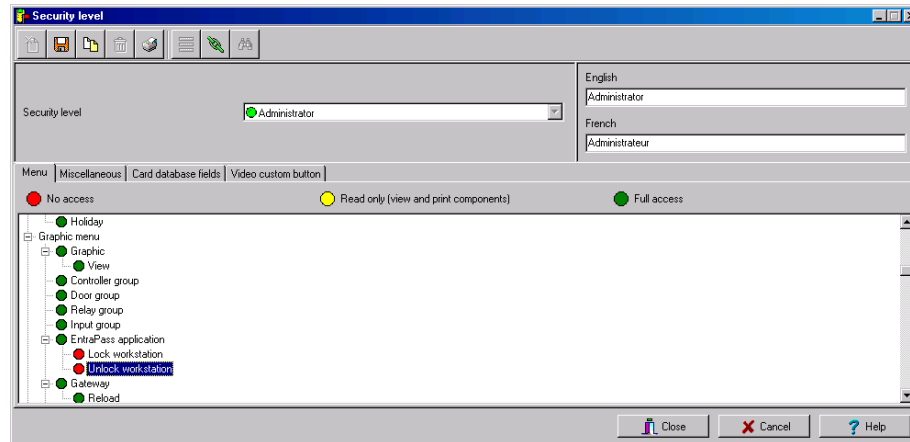 Security level
English
Administrator
Security level
Administrator
French
Administrateur
Menu
Miscellaneous
Card database fields
Video custom button
No access
Read only (view and print components)
Full access
Holiday
Graphic menu
Graphic
View
Controller group
Door group
Relay group
Input group
EntraPass application
Lock workstation
Unlock workstation
Gateway
Reload
Close
Cancel
Help